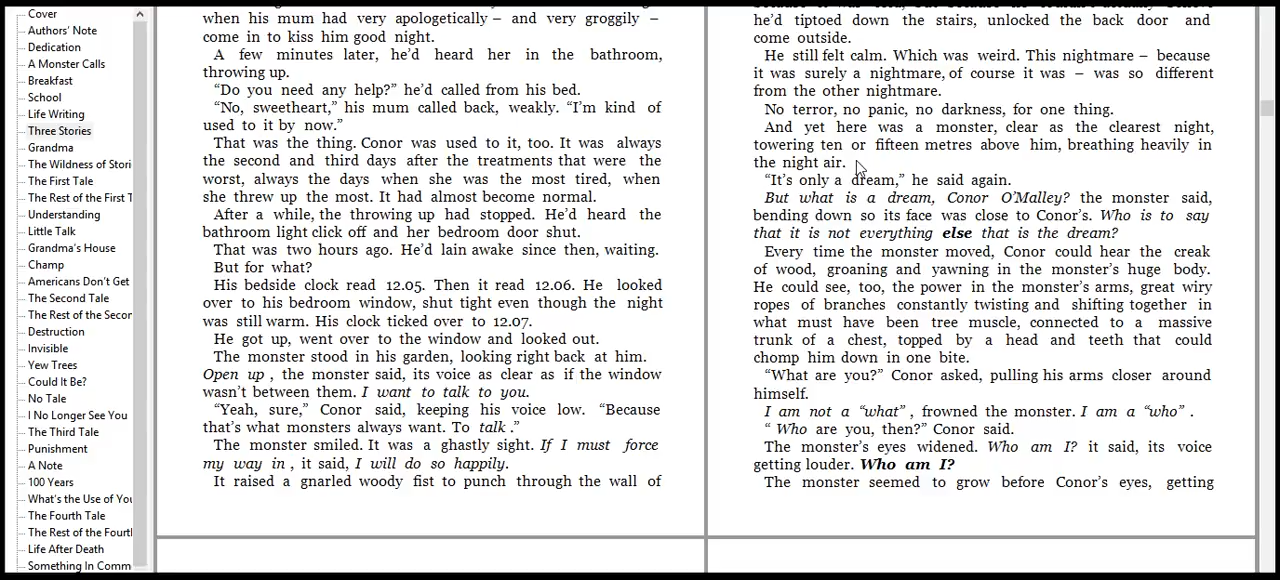 Cover
Authors' Note
Dedication
A Monster Calls
Breakfast
School
Life Writing
Three Stories
Grandma
The Wildness of Stori
The First Tale
The Rest of the First T
Understanding
Little Talk
Grandma's House
Champ
Americans Don't Get
The Second Tale
The Rest of the Secor
Destruction
Invisible
Yew Trees
Could It Be?
No Tale
I No Longer See You
The Third Tale
Punishment
A Note
100 Years
What's the Use of You
The Fourth Tale
The Rest of the Fourtl
Life After Death
Something In Comm
when his mum had very apologetically – and very groggily –
come in to kiss him good night.
A few minutes later, he'd heard her in the bathroom,
throwing up.
“Do you need any help?” he'd called from his bed.
“No, sweetheart,” his mum called back, weakly. “I'm kind of
used to it by now.”
That was the thing. Conor was used to it, too. It was always
the second and third days after the treatments that were the
worst, always the days when she was the most tired, when
she threw up the most. It had almost become normal.
After a while, the throwing up had stopped. He'd heard the
bathroom light click off and her bedroom door shut.
That was two hours ago. He'd lain awake since then, waiting.
But for what?
His bedside clock read 12.05. Then it read 12.06. He looked
over to his bedroom window, shut tight even though the night
was still warm. His clock ticked over to 12.07.
He got up, went over to the window and looked out.
The monster stood in his garden, looking right back at him.
Open up , the monster said, its voice as clear as if the window
wasn't between them. I want to talk to you.
“Yeah, sure,” Conor said, keeping his voice low. “Because
that's what monsters always want. To talk .”
The monster smiled. It was a ghastly sight. If I must force
my way in , it said, I will do so happily.
It raised a gnarled woody fist to punch through the wall of
he'd tiptoed down the stairs, unlocked the back door and
come outside.
He still felt calm. Which was weird. This nightmare – because
it was surely a nightmare, of course it was – was so different
from the other nightmare.
No terror, no panic, no darkness, for one thing.
And yet here was a monster, clear as the clearest night,
towering ten or fifteen metres above him, breathing heavily in
the night air.
“It's only a dream,” he said again.
But what is a dream, Conor O'Malley? the monster said,
bending down so its face was close to Conor's. Who is to say
that it is not everything else that is the dream?
Every time the monster moved, Conor could hear the creak
of wood, groaning and yawning in the monster's huge body.
He could see, too, the power in the monster's arms, great wiry
ropes of branches constantly twisting and shifting together in
what must have been tree muscle, connected to a massive
trunk of a chest, topped by a head and teeth that could
chomp him down in one bite.
“What are you?” Conor asked, pulling his arms closer around
himself.
I am not a “what” , frowned the monster. I am a “who” .
“ Who are you, then?” Conor said.
The monster's eyes widened. Who am I? it said, its voice
getting louder. Who am I?
The monster seemed to grow before Conor's eyes, getting